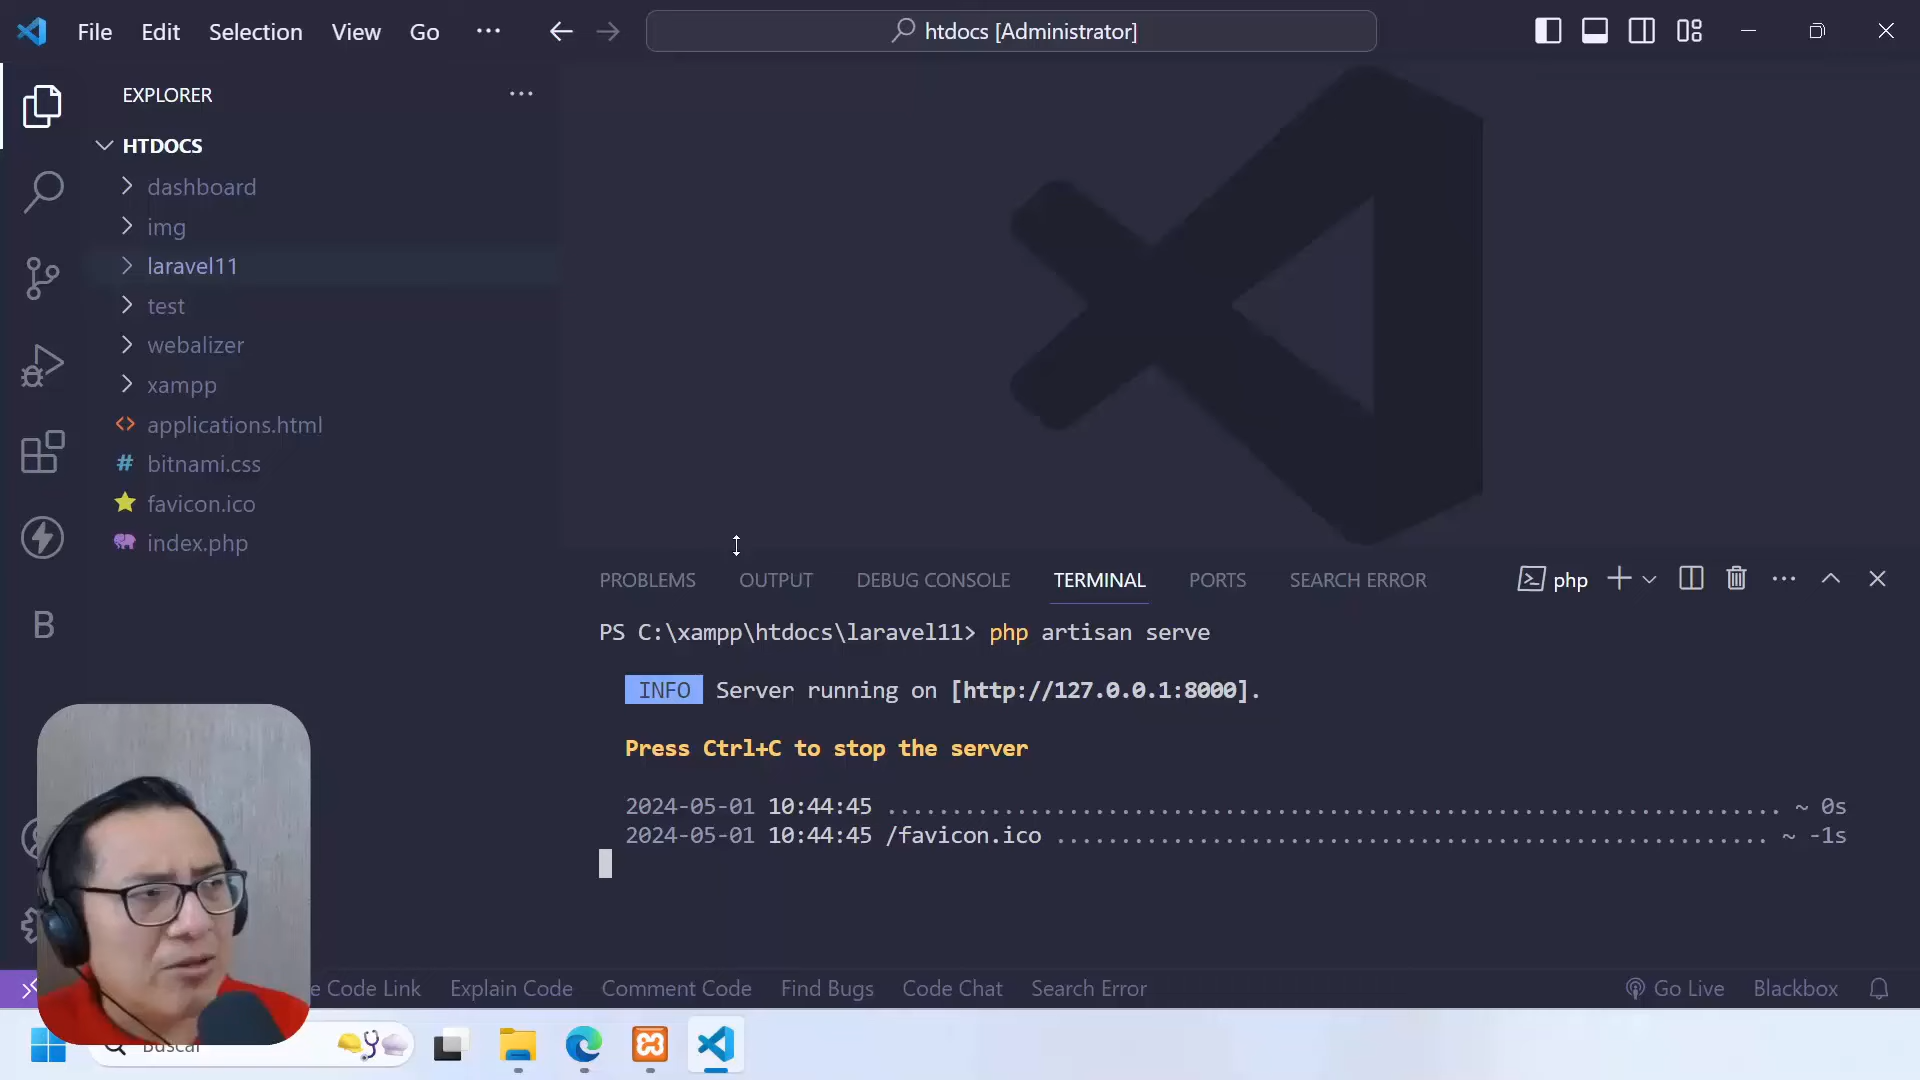 File Edit Selection View Go ··· htdocs [Administrator]
EXPLORER ···
HTDOCS
dashboard
img
laravel11
test
webalizer
xampp
<> applications.html
# bitnami.css
favicon.ico
index.php
B
PROBLEMS OUTPUT DEBUG CONSOLE TERMINAL PORTS SEARCH ERROR php
PS C:\xampp\htdocs\laravel11> php artisan serve
INFO Server running on [http://127.0.0.1:8000].
Press Ctrl+C to stop the server
2024-05-01 10:44:45 ..................................................................... ~ 0s
2024-05-01 10:44:45 /favicon.ico ....................................................... ~ -1s
Code Link Explain Code Comment Code Find Bugs Code Chat Search Error Go Live Blackbox
Buscar